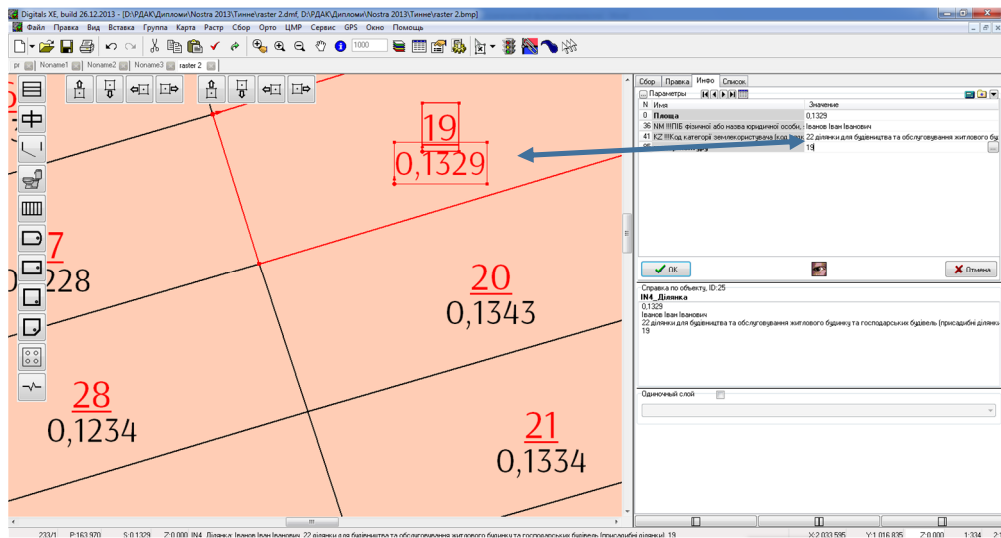 Digitals XE, build 26.12.2013 - [D:\РДАК\Дипломи\Nostra 2013\Тинне\raster 2.dmf, D:\РДАК\Дипломи\Nostra 2013\Тинне\raster 2.bmp]
Файл Правка Вид Вставка Группа Карта Растр Сбор Орто ЦМР Сервис GPS Окно Помощь
1000
pr Noname1 Noname2 Noname3 raster 2
Сбор Правка Инфо Список
Параметры
N Имя Значение
0 Площа 0,1329
36 NM !!!ПІБ фізичної або назва юридичної особи, Іванов Іван Іванович
41 KZ !!!Код категорії землекористувача (код 22 ділянки для будівництва та обслуговування житлового бу
19
OK Отмена
Справка по объекту, ID:25
IN4_Ділянка
0,1329
Іванов Іван Іванович
22 ділянки для будівництва та обслуговування житлового будинку та господарських будівель (присадибні ділянки
19
Одиночный слой
19
0,1329
7
228
20
0,1343
28
0,1234
21
0,1334
233/1 P:163.970 S:0.1329 Z:0.000 IN4_Ділянка: Іванов Іван Іванович, 22 ділянки для будівництва та обслуговування житлового будинку та господарських будівель (присадибні ділянки), 19 X:2 033.595 Y:1 016.835 Z:0.000 1:334